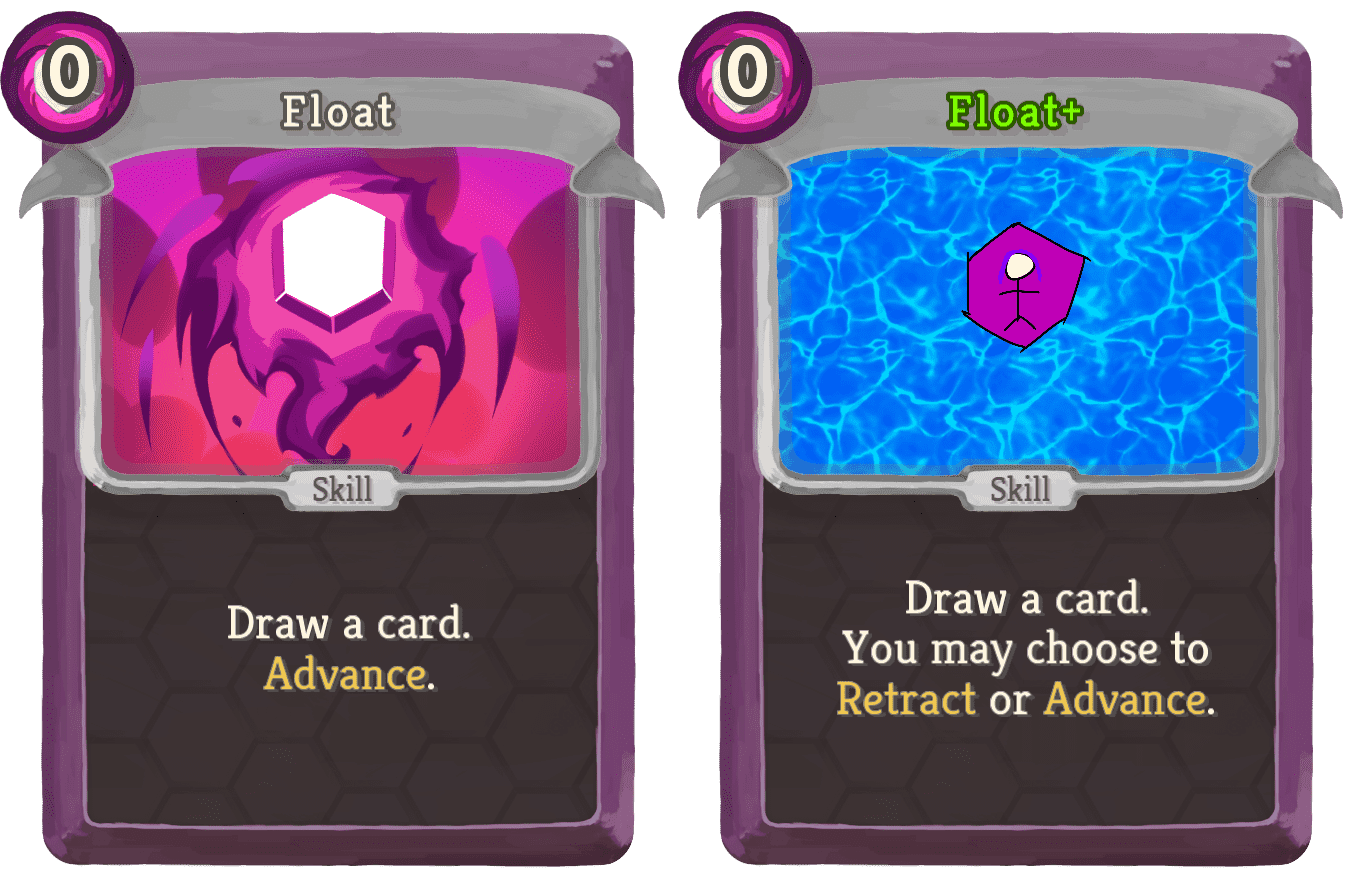 0
Float
Skill
Draw a card.
Advance.
0
Float+
Skill
Draw a card.
You may choose to
Retract or Advance.